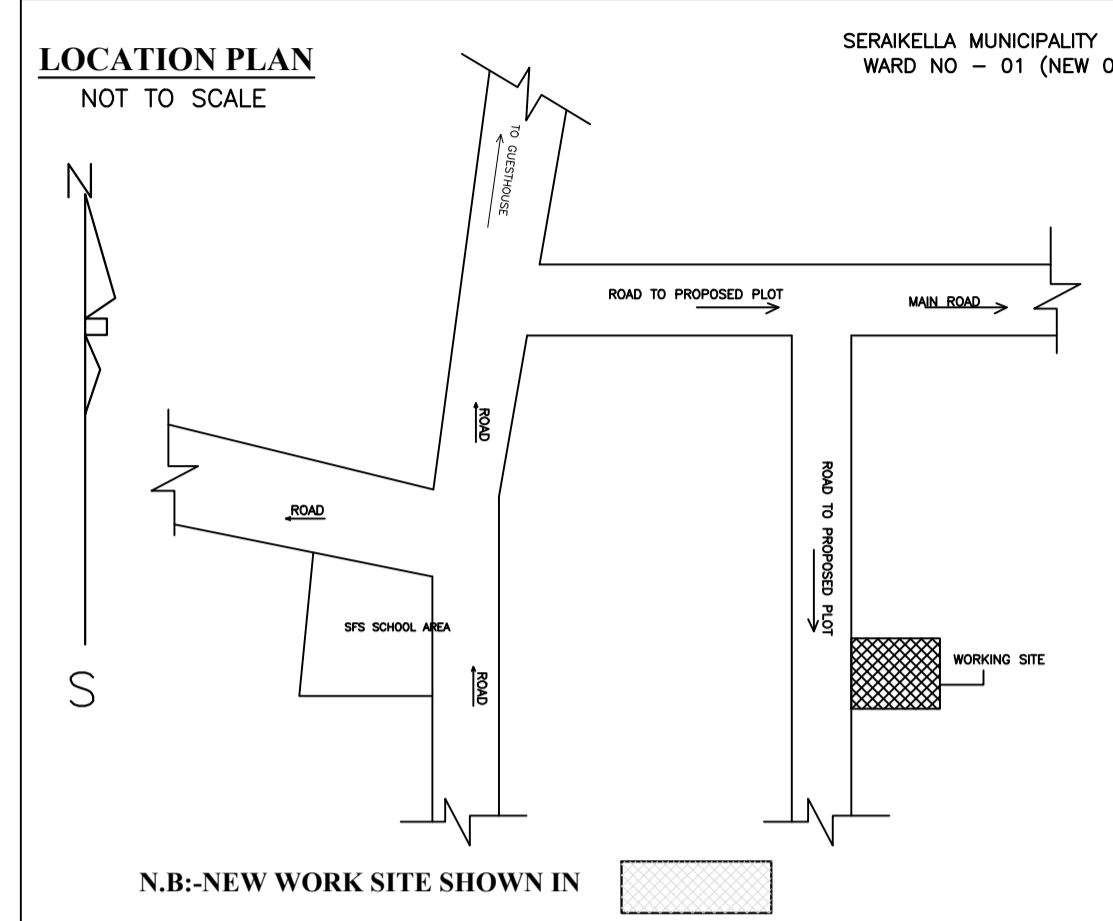 LOCATION PLAN
NOT TO SCALE
SERAIKELLA MUNICIPALITY
WARD NO - 01 (NEW 0
N
TO GUESTHOUSE
ROAD TO PROPOSED PLOT
MAIN ROAD
ROAD
ROAD
ROAD TO PROPOSED PLOT
SFS SCHOOL AREA
WORKING SITE
ROAD
S
N.B:-NEW WORK SITE SHOWN IN